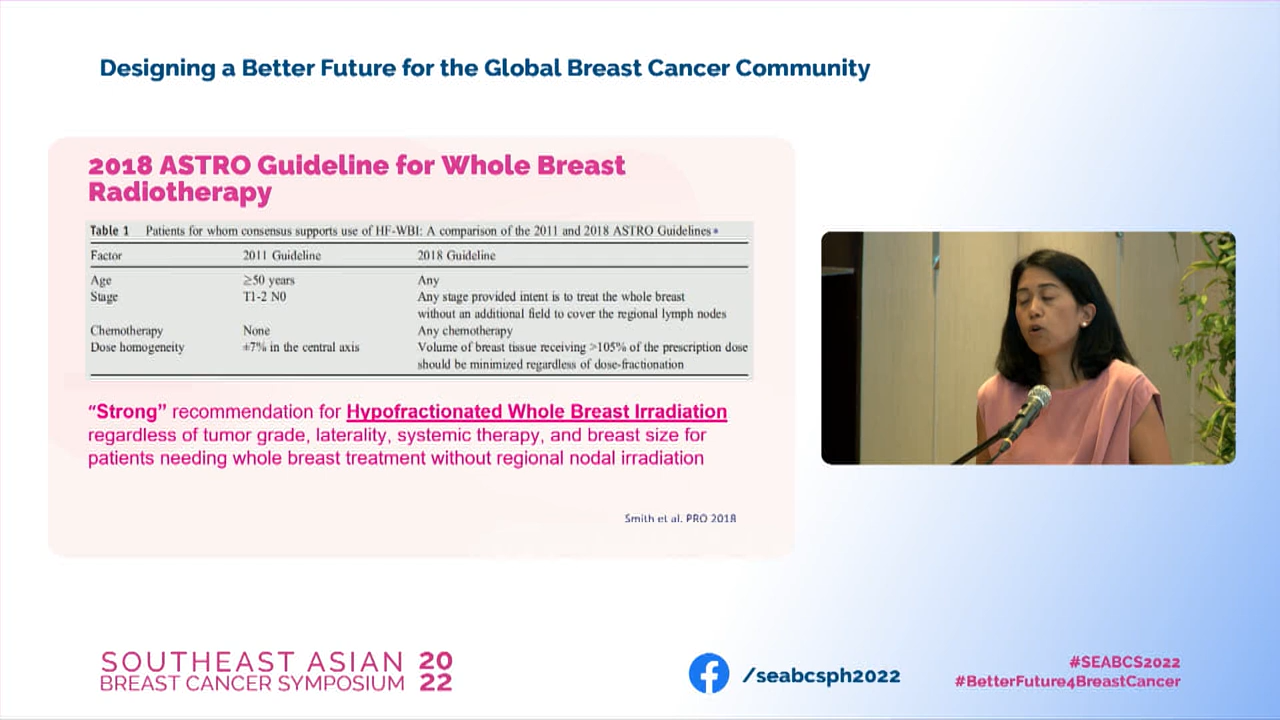 Designing a Better Future for the Global Breast Cancer Community
2018 ASTRO Guideline for Whole Breast
Radiotherapy
Table 1 Patients for whom consensus supports use of HF-WBI: A comparison of the 2011 and 2018 ASTRO Guidelines
Factor 2011 Guideline 2018 Guideline
Age ≥50 years Any
Stage T1-2 N0 Any stage provided intent is to treat the whole breast
without an additional field to cover the regional lymph nodes
Chemotherapy None Any chemotherapy
Dose homogeneity ±7% in the central axis Volume of breast tissue receiving >105% of the prescription dose
should be minimized regardless of dose-fractionation
“Strong” recommendation for Hypofractionated Whole Breast Irradiation
regardless of tumor grade, laterality, systemic therapy, and breast size for
patients needing whole breast treatment without regional nodal irradiation
Smith et al. PRO 2018
SOUTHEAST ASIAN 20
BREAST CANCER SYMPOSIUM 22
/seabcsph2022
#SEABCS2022
#BetterFuture4BreastCancer